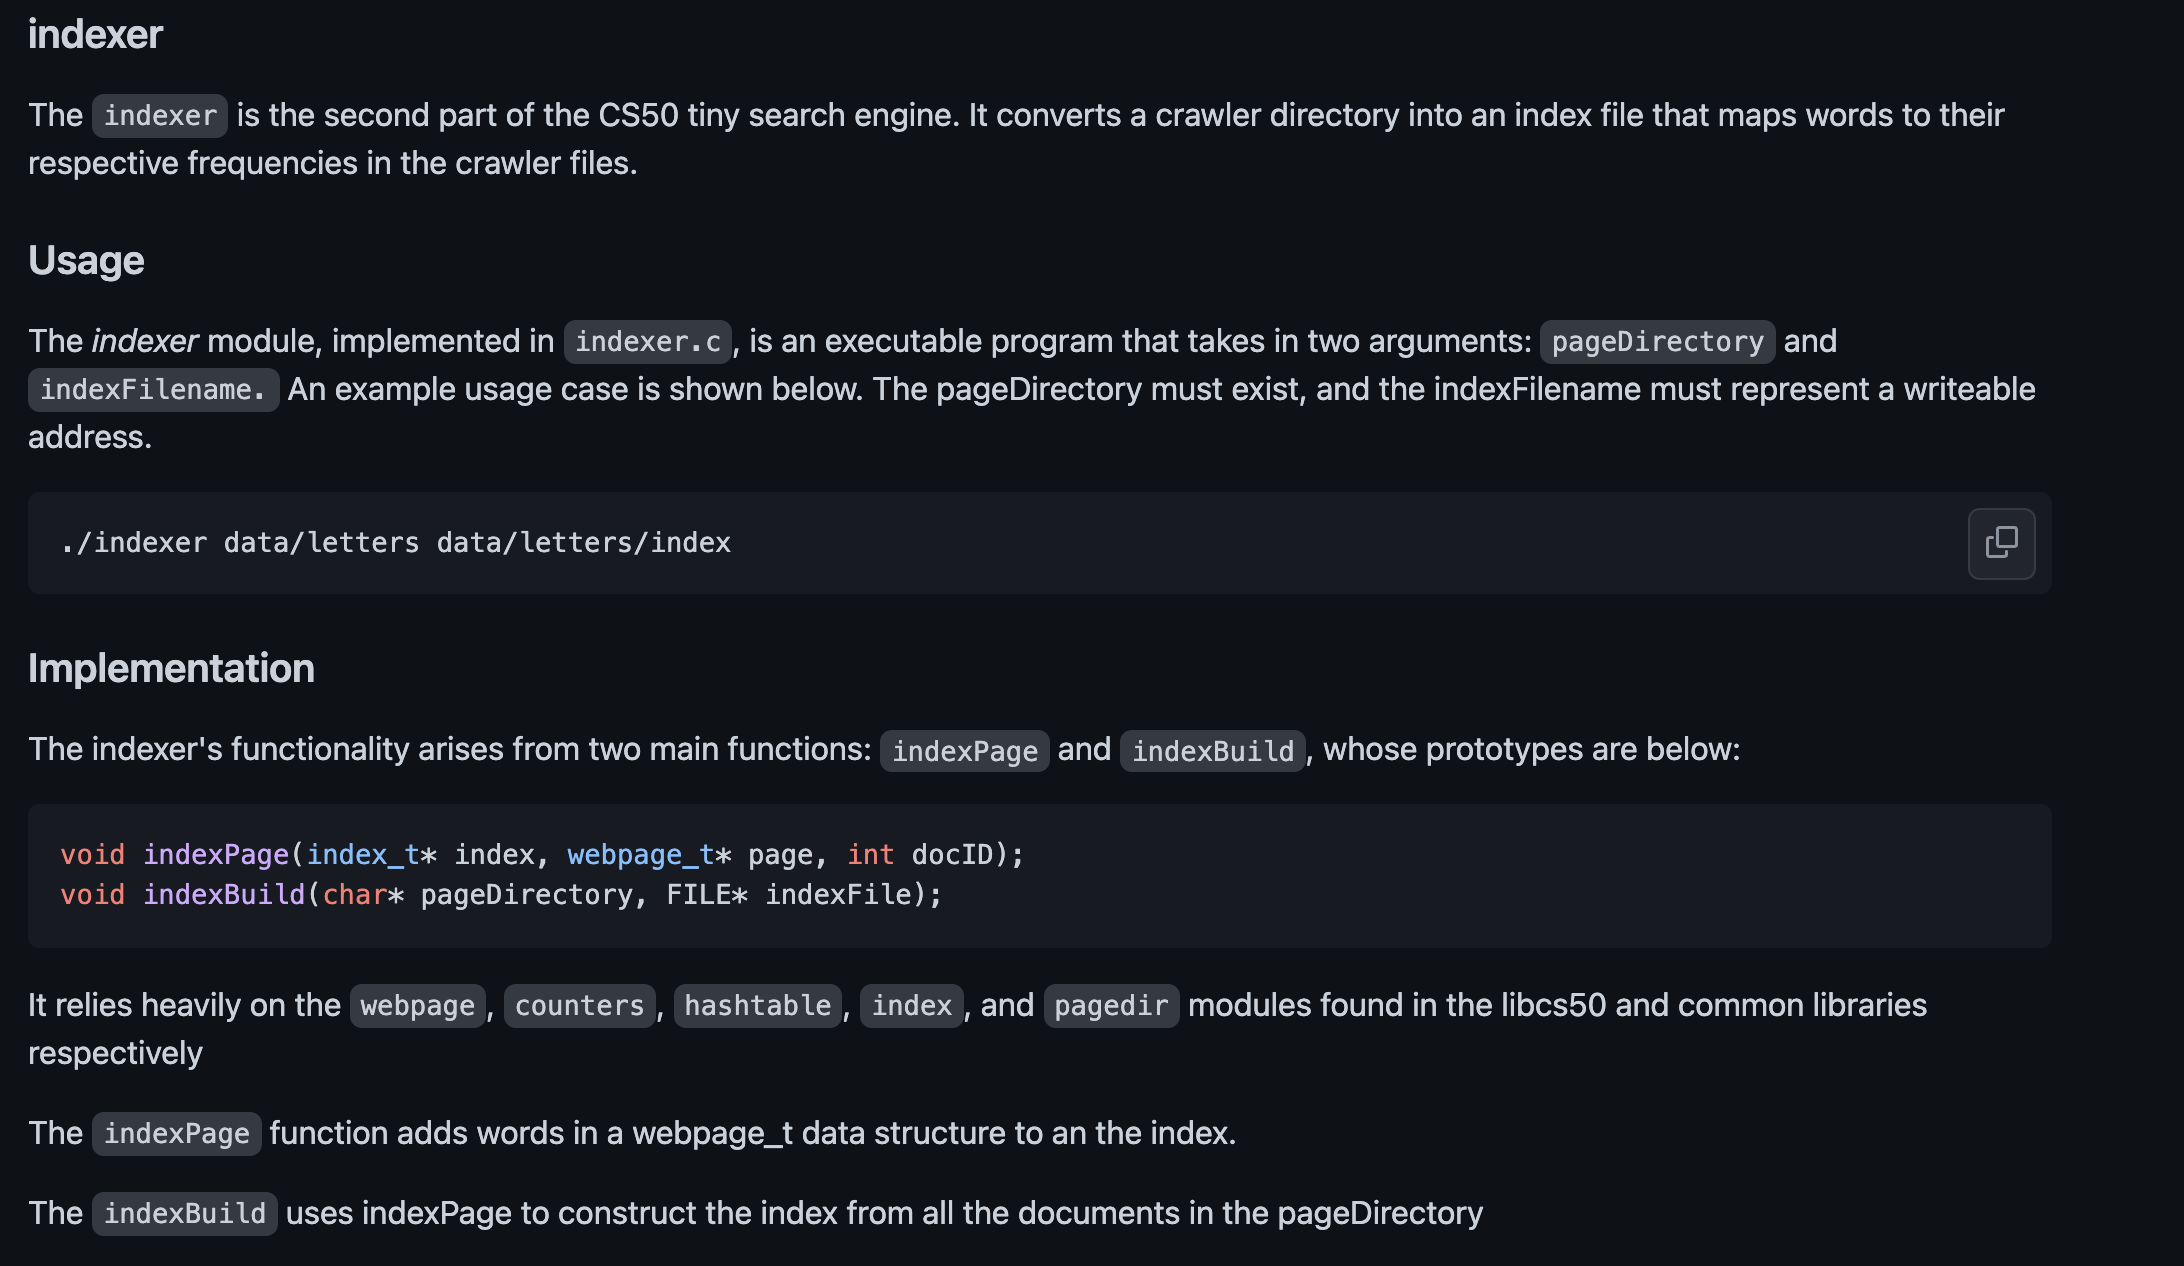 indexer
The indexer is the second part of the CS50 tiny search engine. It converts a crawler directory into an index file that maps words to their
respective frequencies in the crawler files.
Usage
The indexer module, implemented in indexer.c, is an executable program that takes in two arguments: pageDirectory and
indexFilename. An example usage case is shown below. The pageDirectory must exist, and the indexFilename must represent a writeable
address.
./indexer data/letters data/letters/index
Implementation
The indexer's functionality arises from two main functions: indexPage and indexBuild, whose prototypes are below:
void indexPage(index_t* index, webpage_t* page, int docID);
void indexBuild(char* pageDirectory, FILE* indexFile);
It relies heavily on the webpage, counters, hashtable, index, and pagedir modules found in the libcs50 and common libraries
respectively
The indexPage function adds words in a webpage_t data structure to an the index.
The indexBuild uses indexPage to construct the index from all the documents in the pageDirectory